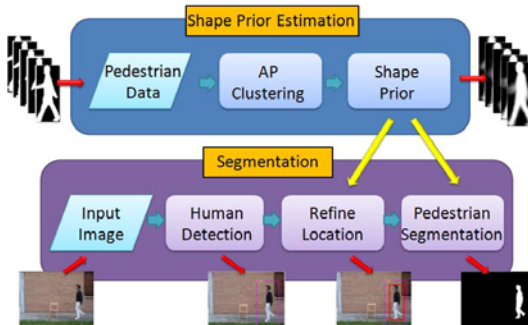 Shape Prior Estimation
Pedestrian
Data
AP
Clustering
Shape
Prior
Segmentation
Input
Image
Human
Detection
Refine
Location
Pedestrian
Segmentation